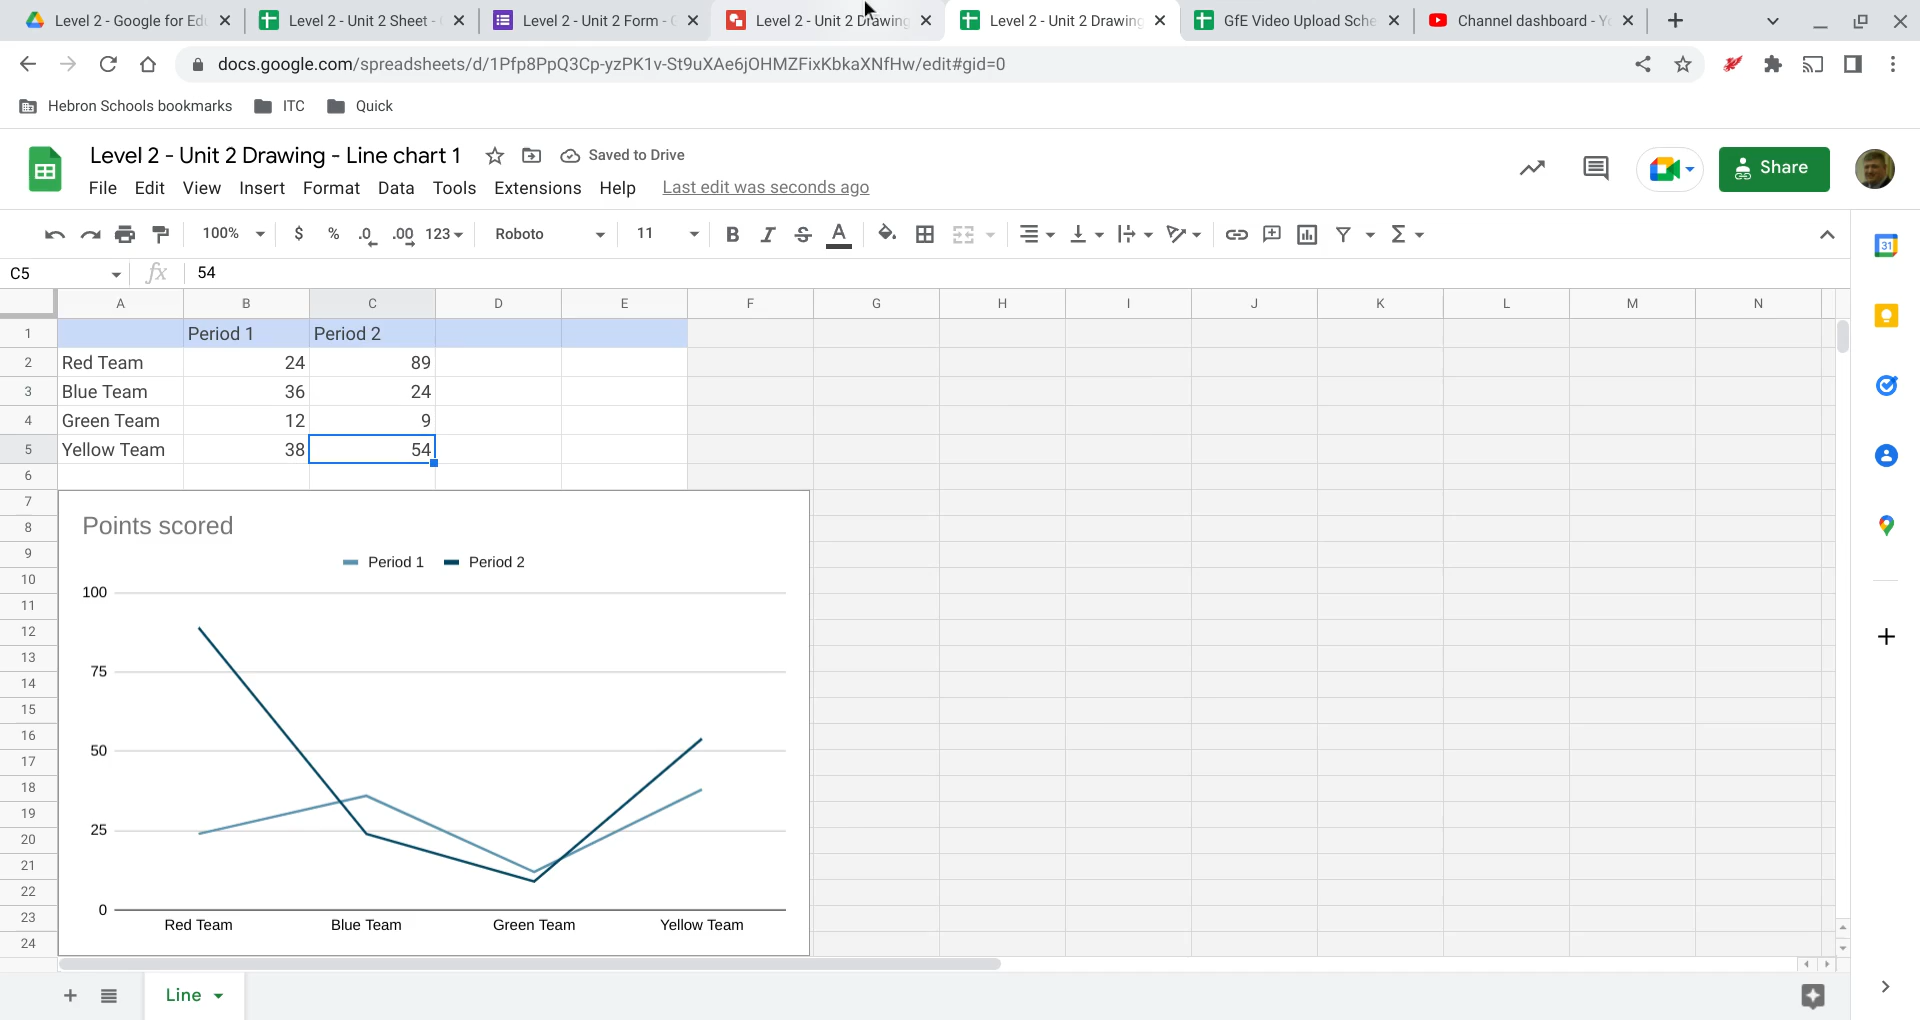 Level 2 - Google for Edu
Level 2 - Unit 2 Sheet - G
Level 2 - Unit 2 Form - G
Level 2 - Unit 2 Drawing
Level 2 - Unit 2 Drawing
GfE Video Upload Sche
Channel dashboard - Yo
docs.google.com/spreadsheets/d/1Pfp8PpQ3Cp-yzPK1v-St9uXAe6jOHMZFixKbkaXNfHw/edit#gid=0
Hebron Schools bookmarks ITC Quick
Level 2 - Unit 2 Drawing - Line chart 1 Saved to Drive
File Edit View Insert Format Data Tools Extensions Help Last edit was seconds ago
Share
100% $ % .0 .00 123 Roboto 11 B I S A Σ
C5 fx 54
A B C D E F G H I J K L M N
1 Period 1 Period 2
2 Red Team 24 89
3 Blue Team 36 24
4 Green Team 12 9
5 Yellow Team 38 54
6
7
8
9
10
11
12
13
14
15
16
17
18
19
20
21
22
23
24
Points scored
Period 1 Period 2
100
75
50
25
0
Red Team Blue Team Green Team Yellow Team
Line
31